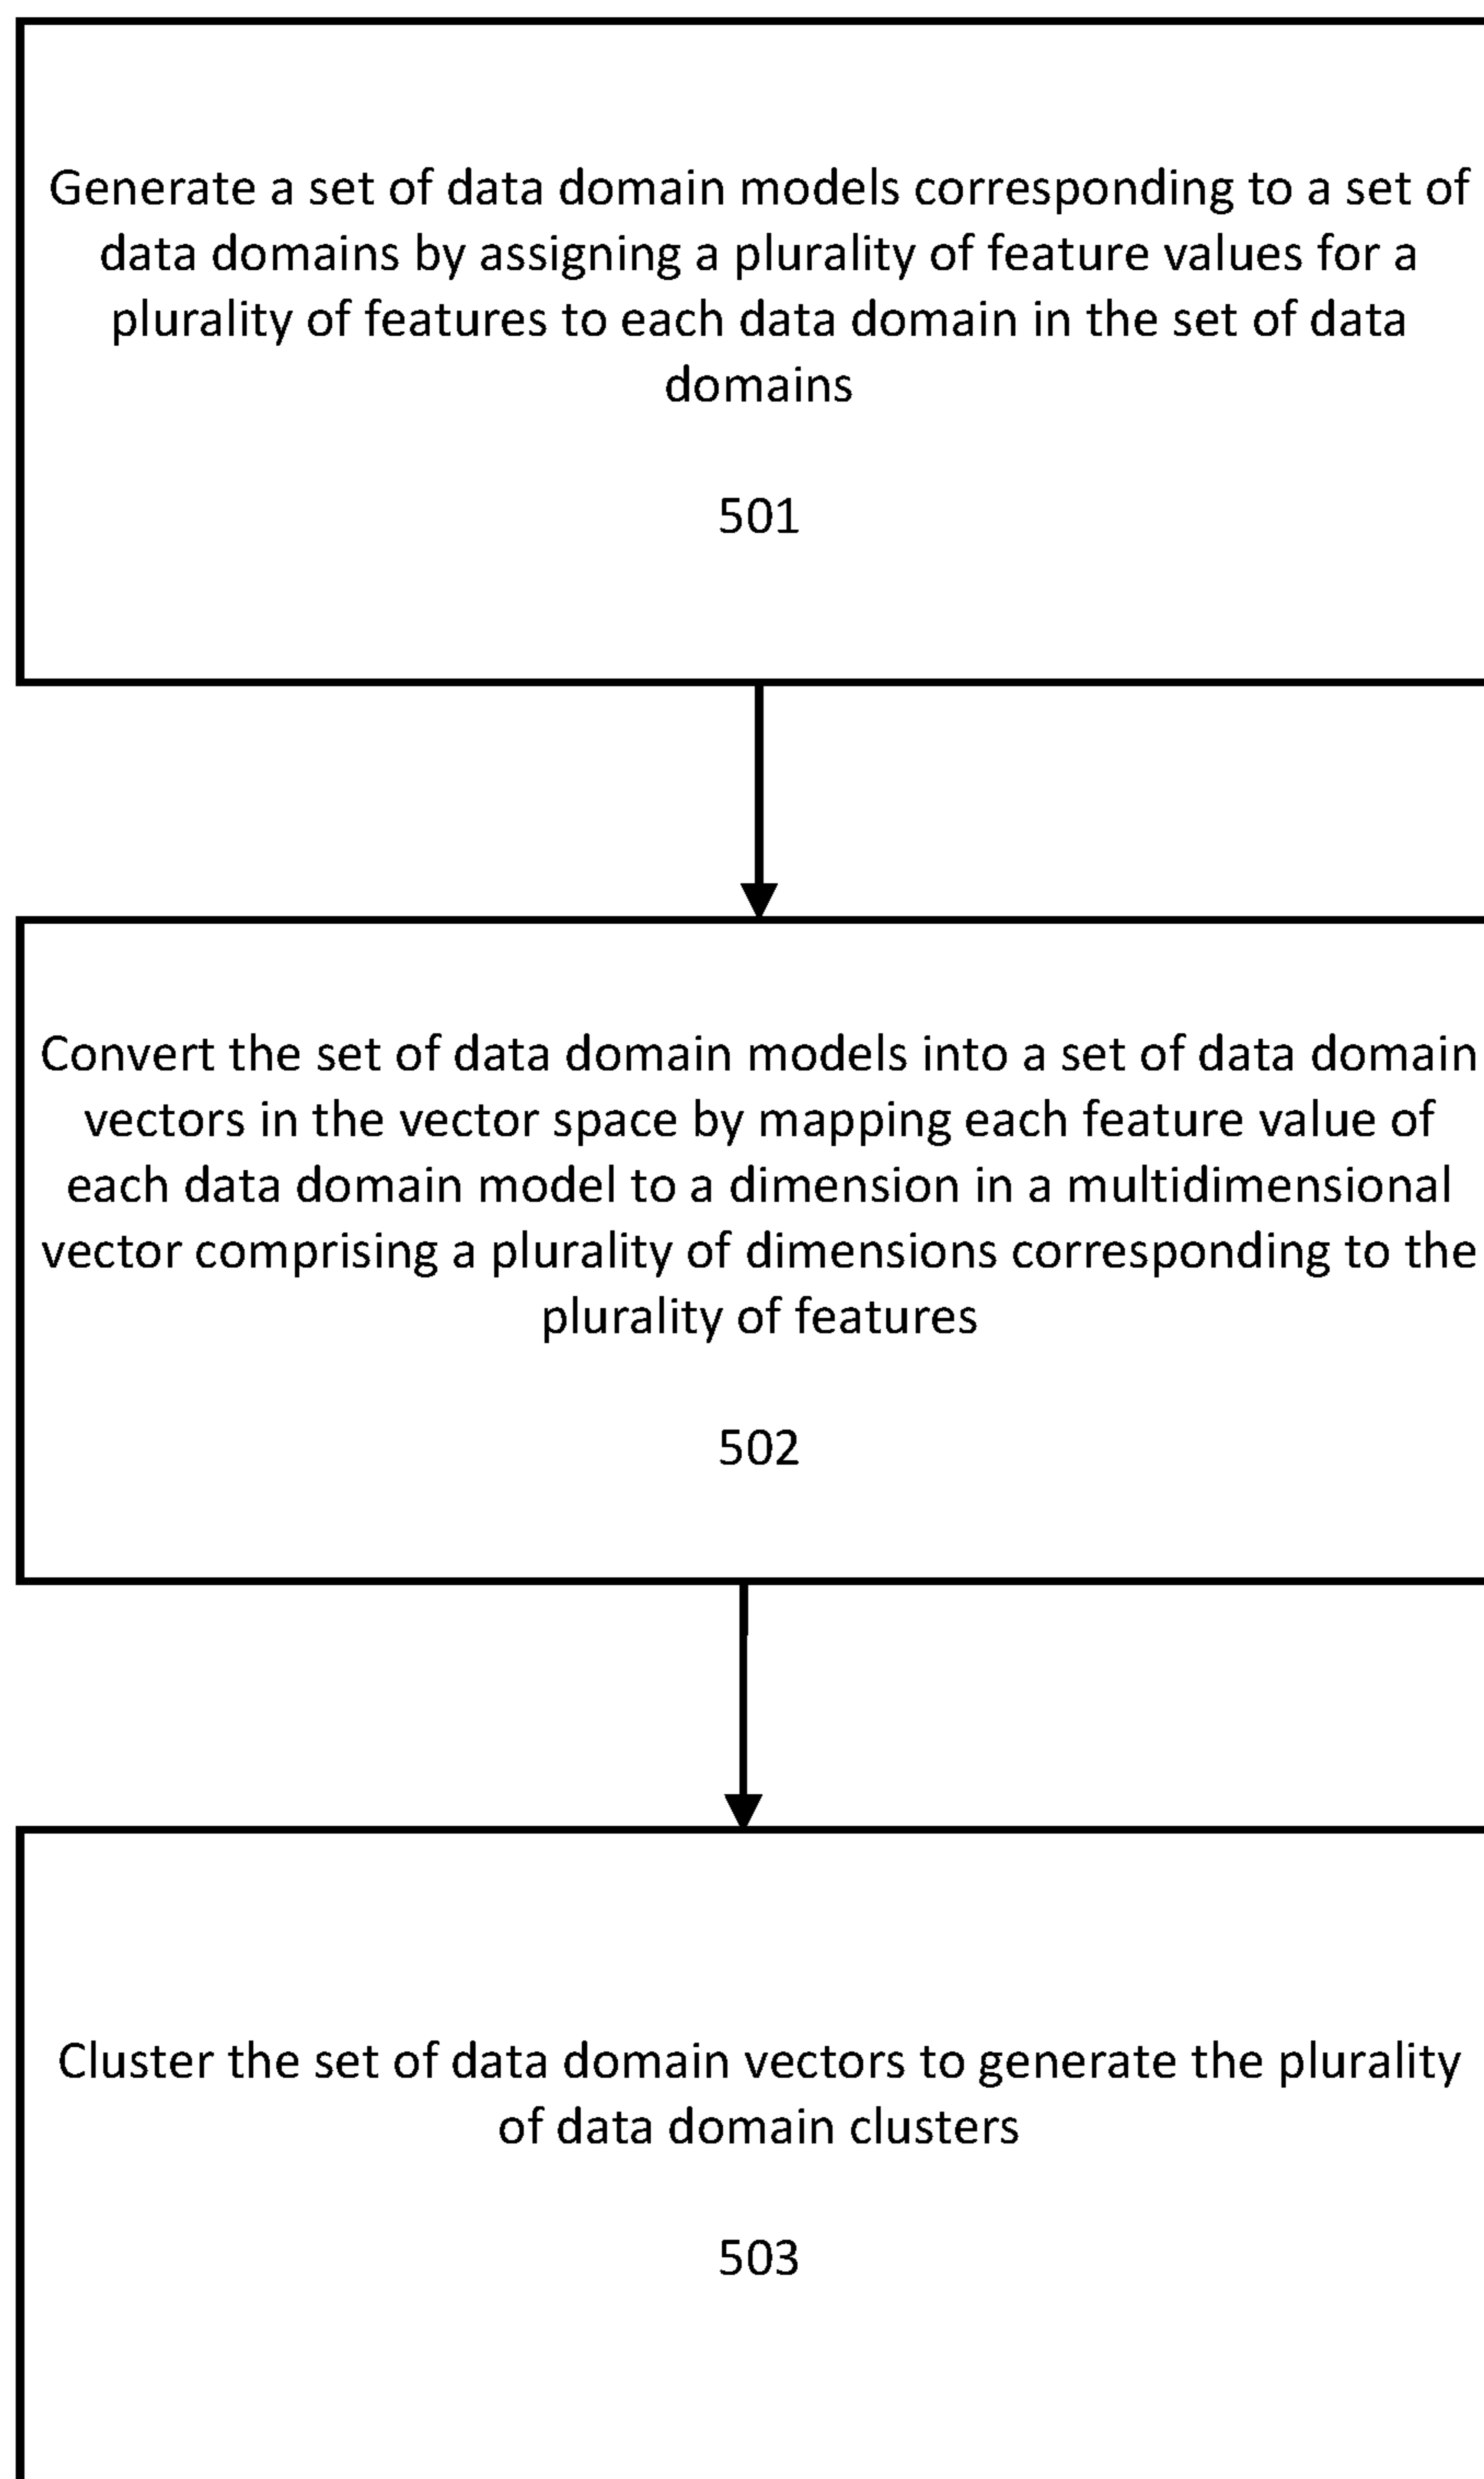 Generate a set of data domain models corresponding to a set of
data domains by assigning a plurality of feature values for a
plurality of features to each data domain in the set of data
domains
501
Convert the set of data domain models into a set of data domain
vectors in the vector space by mapping each feature value of
each data domain model to a dimension in a multidimensional
vector comprising a plurality of dimensions corresponding to the
plurality of features
502
Cluster the set of data domain vectors to generate the plurality
of data domain clusters
503